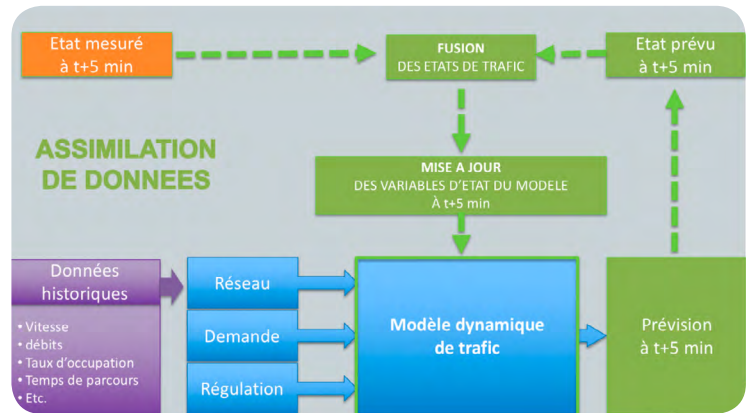 Etat mesuré
à t+5 min
FUSION
DES ETATS DE TRAFIC
Etat prévu
à t+5 min
ASSIMILATION
DE DONNEES
MISE A JOUR
DES VARIABLES D'ETAT DU MODELE
À t+5 min
Données
historiques
• Vitesse
• débits
• Taux d'occupation
• Temps de parcours
• Etc.
Réseau
Demande
Régulation
Modèle dynamique
de trafic
Prévision
à t+5 min